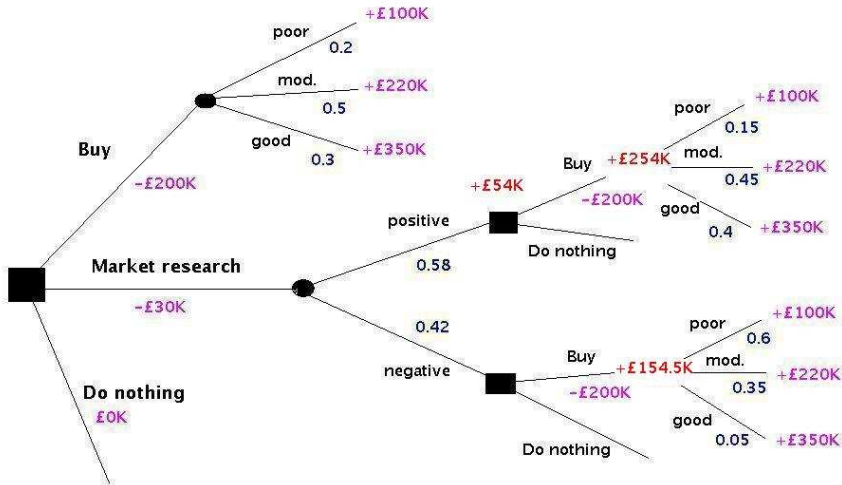 poor
+£100K
0.2
mod.
+£220K
0.5
good
+£350K
0.3
Buy
−£200K
Market research
−£30K
Do nothing
£0K
positive
0.58
+£54K
Buy
−£200K
+£254K
poor
+£100K
0.15
mod.
+£220K
0.45
good
+£350K
0.4
Do nothing
0.42
negative
Buy
−£200K
+£154.5K
poor
+£100K
0.6
mod.
+£220K
0.35
good
+£350K
0.05
Do nothing